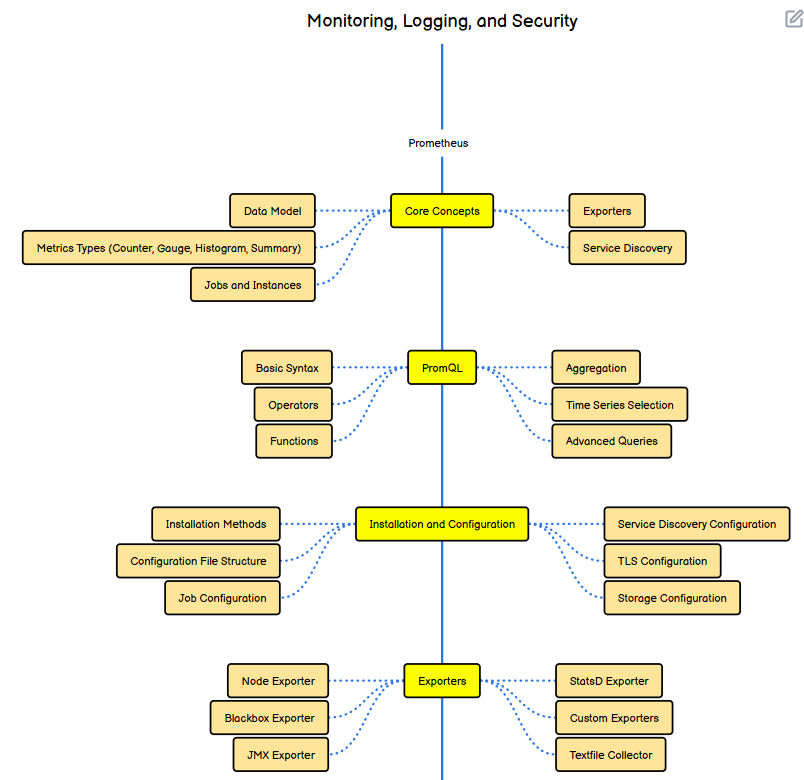 Monitoring, Logging, and Security
Prometheus
Core Concepts
Data Model
Metrics Types (Counter, Gauge, Histogram, Summary)
Jobs and Instances
Exporters
Service Discovery
PromQL
Basic Syntax
Operators
Functions
Aggregation
Time Series Selection
Advanced Queries
Installation and Configuration
Installation Methods
Configuration File Structure
Job Configuration
Service Discovery Configuration
TLS Configuration
Storage Configuration
Exporters
Node Exporter
Blackbox Exporter
JMX Exporter
StatsD Exporter
Custom Exporters
Textfile Collector